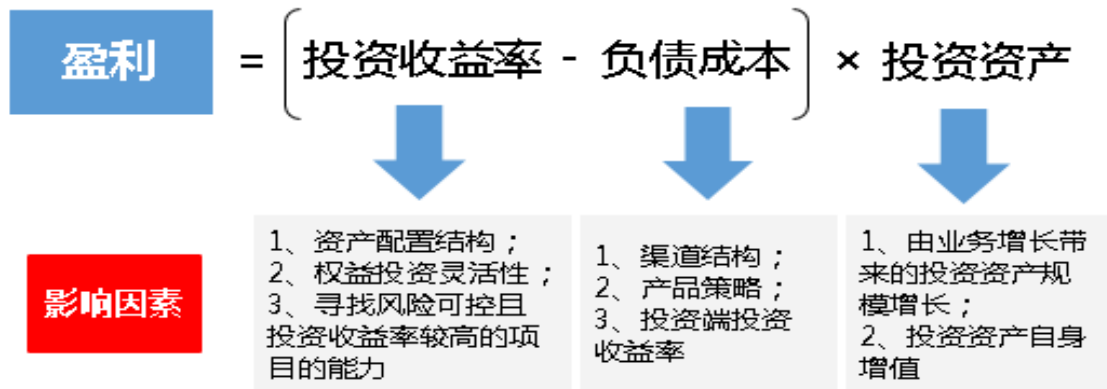 盈利 = (投资收益率 - 负债成本) × 投资资产
影响因素
1、资产配置结构；
2、权益投资灵活性；
3、寻找风险可控且
投资收益率较高的项
目的能力
1、渠道结构；
2、产品策略；
3、投资端投资
收益率
1、由业务增长带
来的投资资产规
模增长；
2、投资资产自身
增值